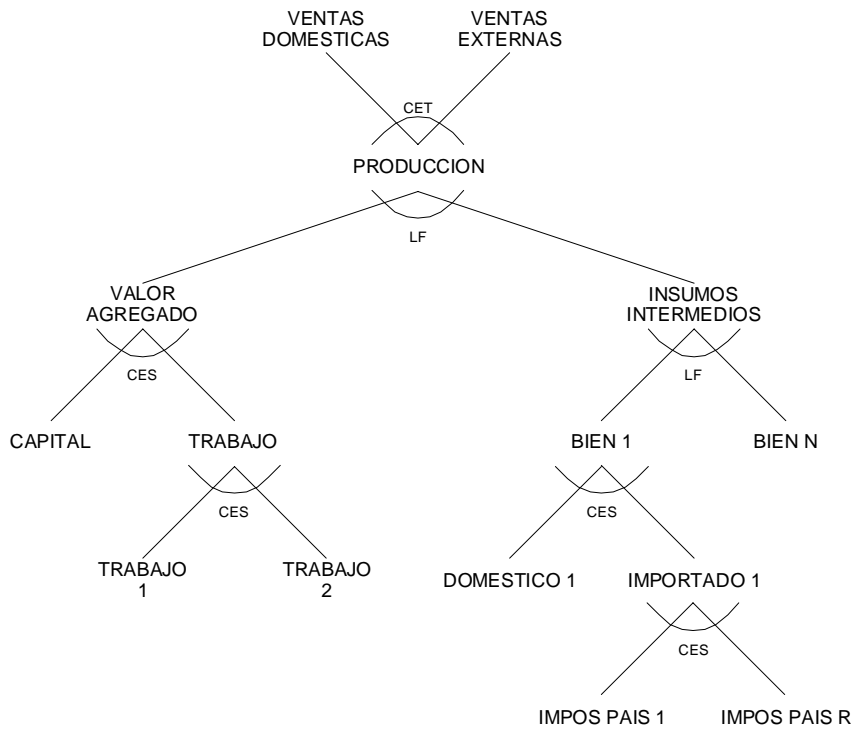 VENTAS
DOMESTICAS
VENTAS
EXTERNAS
CET
PRODUCCION
LF
VALOR
AGREGADO
INSUMOS
INTERMEDIOS
CES
LF
CAPITAL
TRABAJO
BIEN 1
BIEN N
CES
CES
TRABAJO
1
TRABAJO
2
DOMESTICO 1
IMPORTADO 1
CES
IMPOS PAIS 1
IMPOS PAIS R